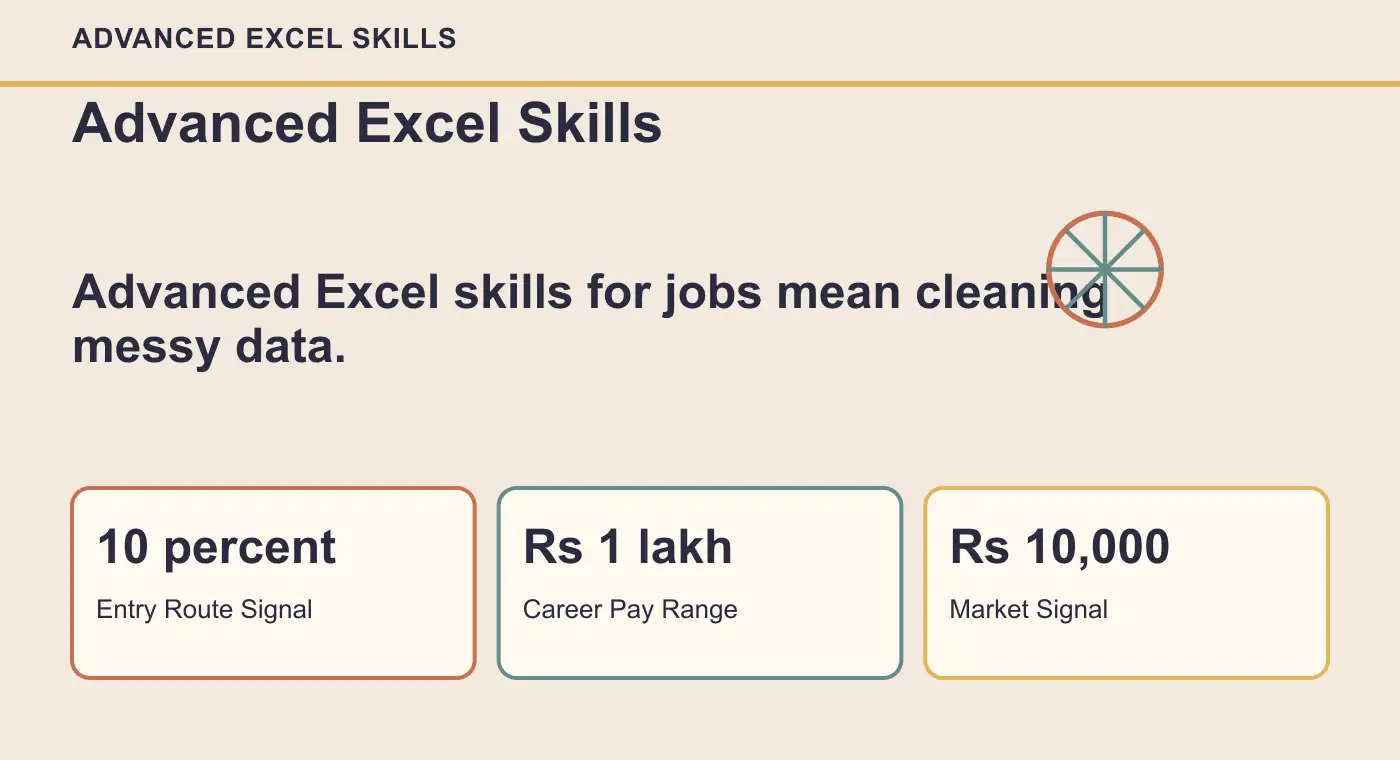 ADVANCED EXCEL SKILLS
Advanced Excel Skills
Advanced Excel skills for jobs mean cleaning
messy data.
10 percent
Entry Route Signal
Rs 1 lakh
Career Pay Range
Rs 10,000
Market Signal